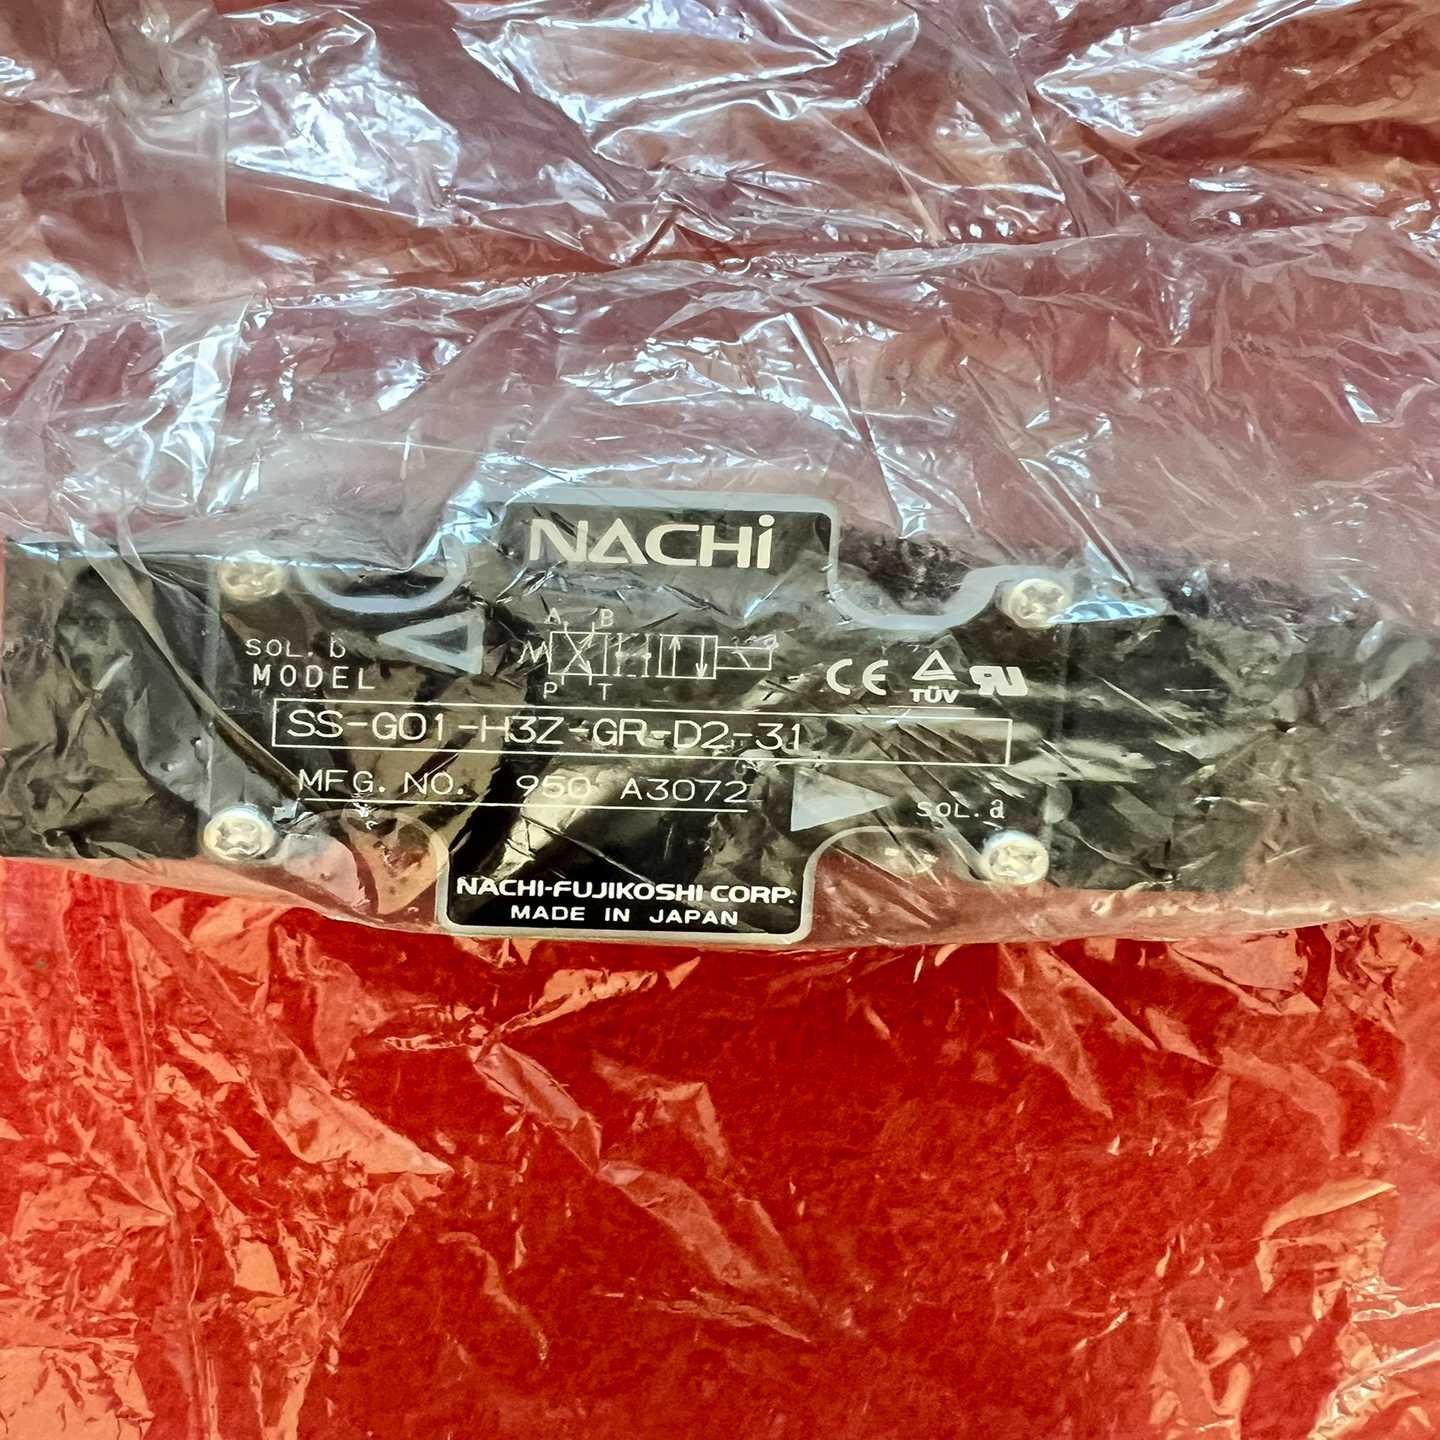 NACHi
A B
SOL. b
MODEL
P T
CE TÜV
SS-G01-H3Z-GR-D2-31
MFG. NO. 950 A3072
SOL. a
NACHI-FUJIKOSHI CORP.
MADE IN JAPAN